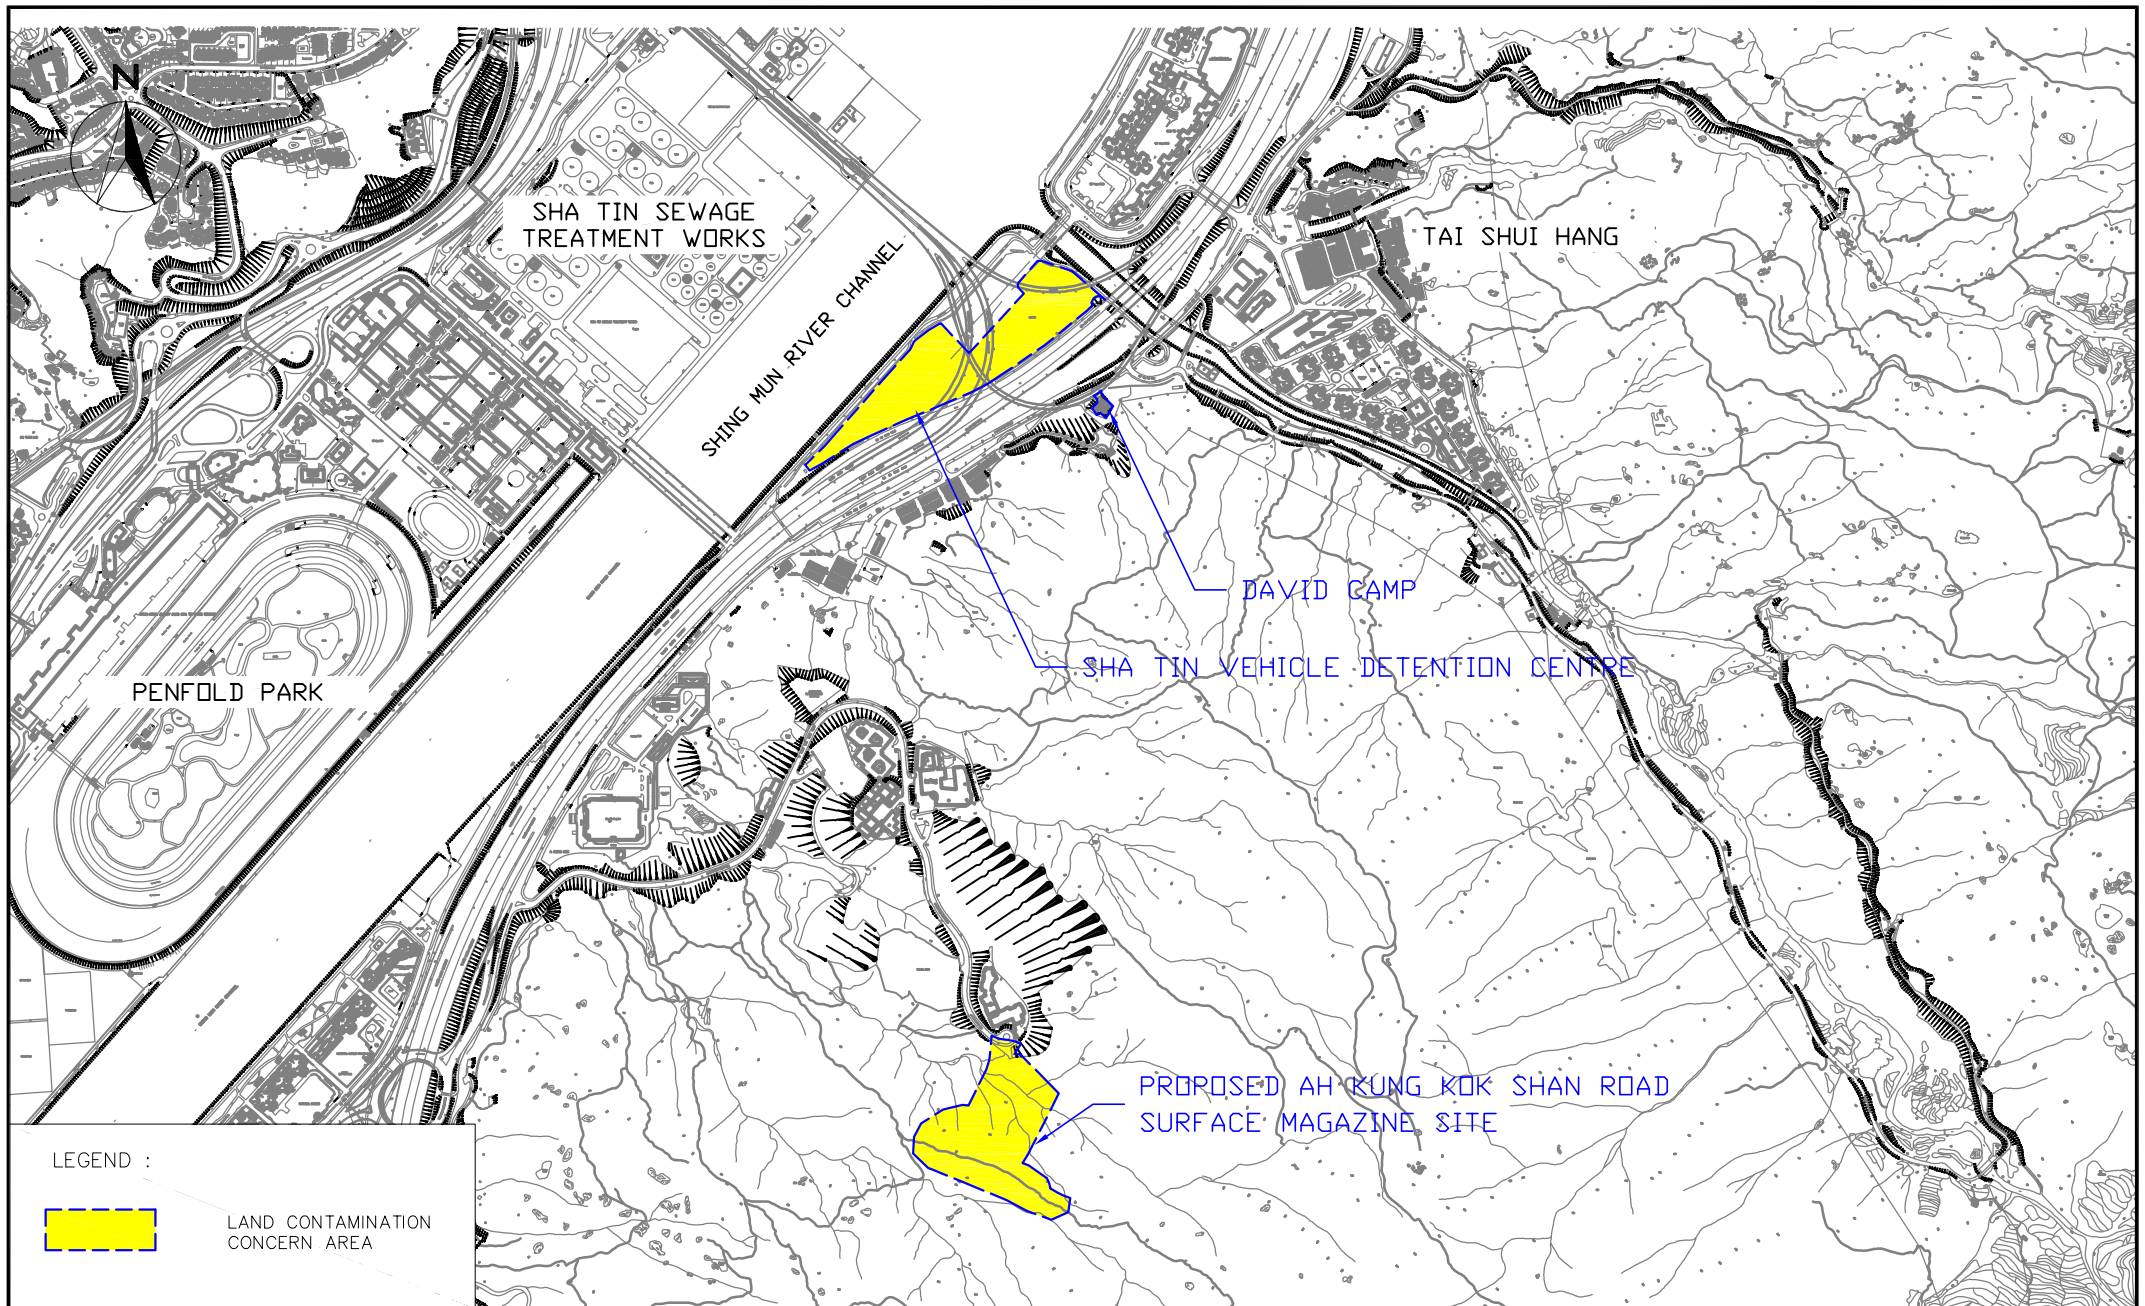 N
SHA TIN SEWAGE
TREATMENT WORKS
TAI SHUI HANG
SHING MUN RIVER CHANNEL
DAVID CAMP
SHA TIN VEHICLE DETENTION CENTRE
PENFOLD PARK
PROPOSED AH KUNG KOK SHAN ROAD
SURFACE MAGAZINE SITE
LEGEND :
LAND CONTAMINATION
CONCERN AREA